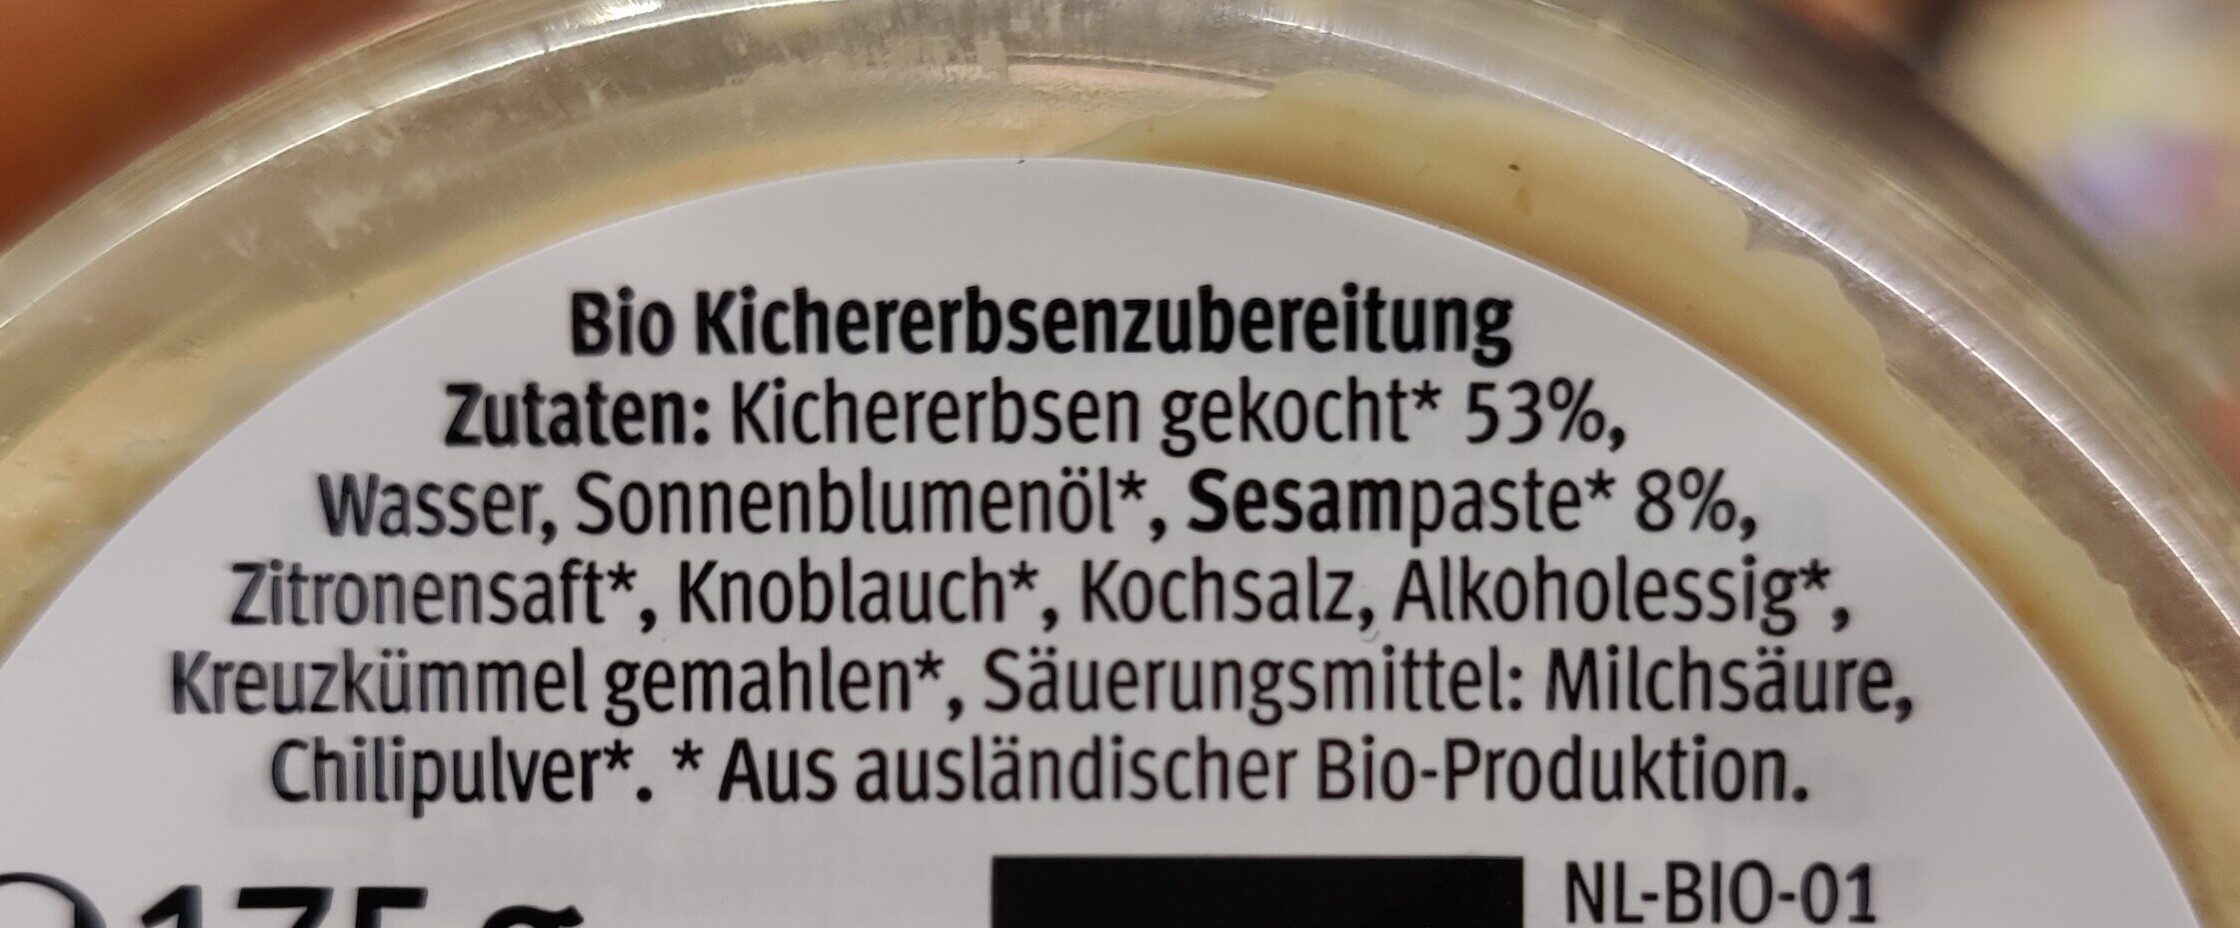 Bio Kichererbsenzubereitung
Zutaten: Kichererbsen gekocht* 53%,
Wasser, Sonnenblumenöl*, Sesampaste* 8%,
Zitronensaft*, Knoblauch*, Kochsalz, Alkoholessig*,
Kreuzkümmel gemahlen*, Säuerungsmittel: Milchsäure,
Chilipulver*. * Aus ausländischer Bio-Produktion.
NL-BIO-01
175 g